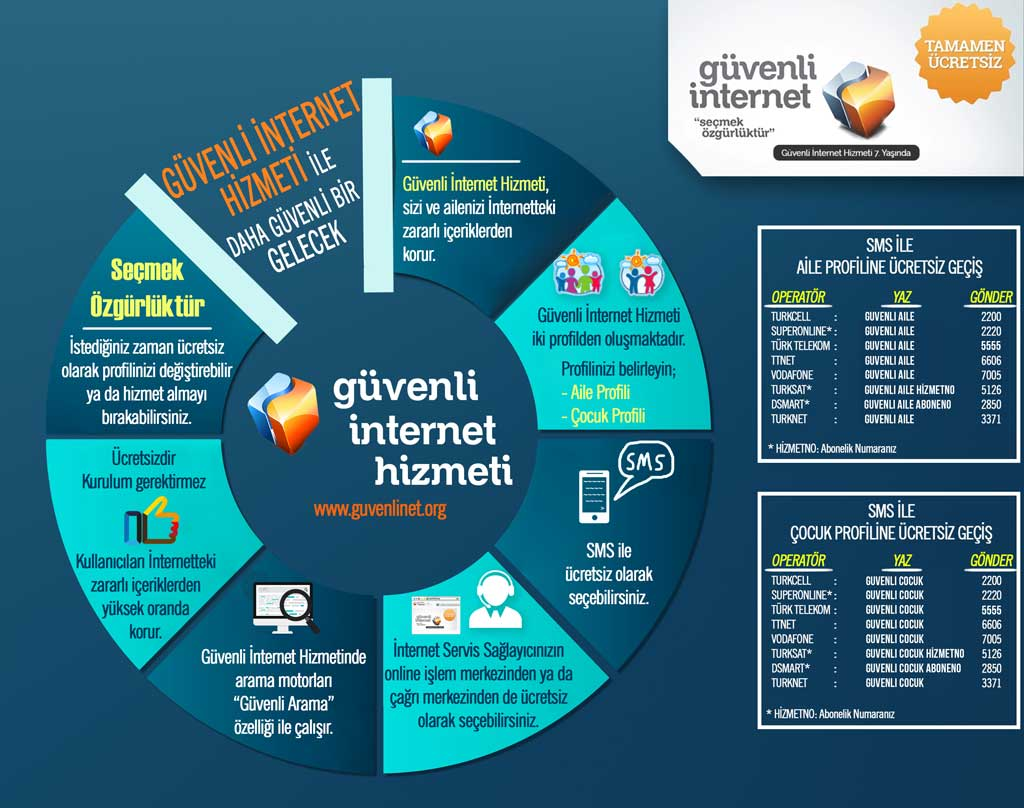 güvenli
internet
"seçmek
özgürlüktür"
Güvenli İnternet Hizmeti 7. Yaşında
TAMAMEN
ÜCRETSİZ
GÜVENLİ İNTERNET
HİZMETİ İLE
DAHA GÜVENLİ BİR
GELECEK
Güvenli İnternet Hizmeti,
sizi ve ailenizi İnternetteki
zararlı içeriklerden
korur.
Güvenli İnternet Hizmeti
iki profilden oluşmaktadır.
Profilinizi belirleyin;
- Aile Profili
- Çocuk Profili
SMS
SMS ile
ücretsiz olarak
seçebilirsiniz.
İnternet Servis Sağlayıcınızın
online işlem merkezinden ya da
çağrı merkezinden de ücretsiz
olarak seçebilirsiniz.
Güvenli İnternet Hizmetinde
arama motorları
"Güvenli Arama"
özelliği ile çalışır.
Ücretsizdir
Kurulum gerektirmez
Kullanıcıları İnternetteki
zararlı içeriklerden
yüksek oranda
korur.
Seçmek
Özgürlüktür
İstediğiniz zaman ücretsiz
olarak profilinizi değiştirebilir
ya da hizmet almayı
bırakabilirsiniz.
güvenli
internet
hizmeti
www.guvenlinet.org
SMS İLE
AİLE PROFİLİNE ÜCRETSİZ GEÇİŞ
OPERATÖR YAZ GÖNDER
TURKCELL : GUVENLI AILE 2200
SUPERONLINE* : GUVENLI AILE 2220
TÜRK TELEKOM : GUVENLI AILE 5555
TTNET : GUVENLI AILE 6606
VODAFONE : GUVENLI AILE 7005
TURKSAT* : GUVENLI AILE HİZMETNO 5126
DSMART* : GUVENLI AILE ABONENO 2850
TURKNET : GUVENLI AILE 3371
* HİZMETNO: Abonelik Numaranız
SMS İLE
ÇOCUK PROFİLİNE ÜCRETSİZ GEÇİŞ
OPERATÖR YAZ GÖNDER
TURKCELL : GUVENLI COCUK 2200
SUPERONLINE* : GUVENLI COCUK 2220
TÜRK TELEKOM : GUVENLI COCUK 5555
TTNET : GUVENLI COCUK 6606
VODAFONE : GUVENLI COCUK 7005
TURKSAT* : GUVENLI COCUK HİZMETNO 5126
DSMART* : GUVENLI COCUK ABONENO 2850
TURKNET : GUVENLI COCUK 3371
* HİZMETNO: Abonelik Numaranız